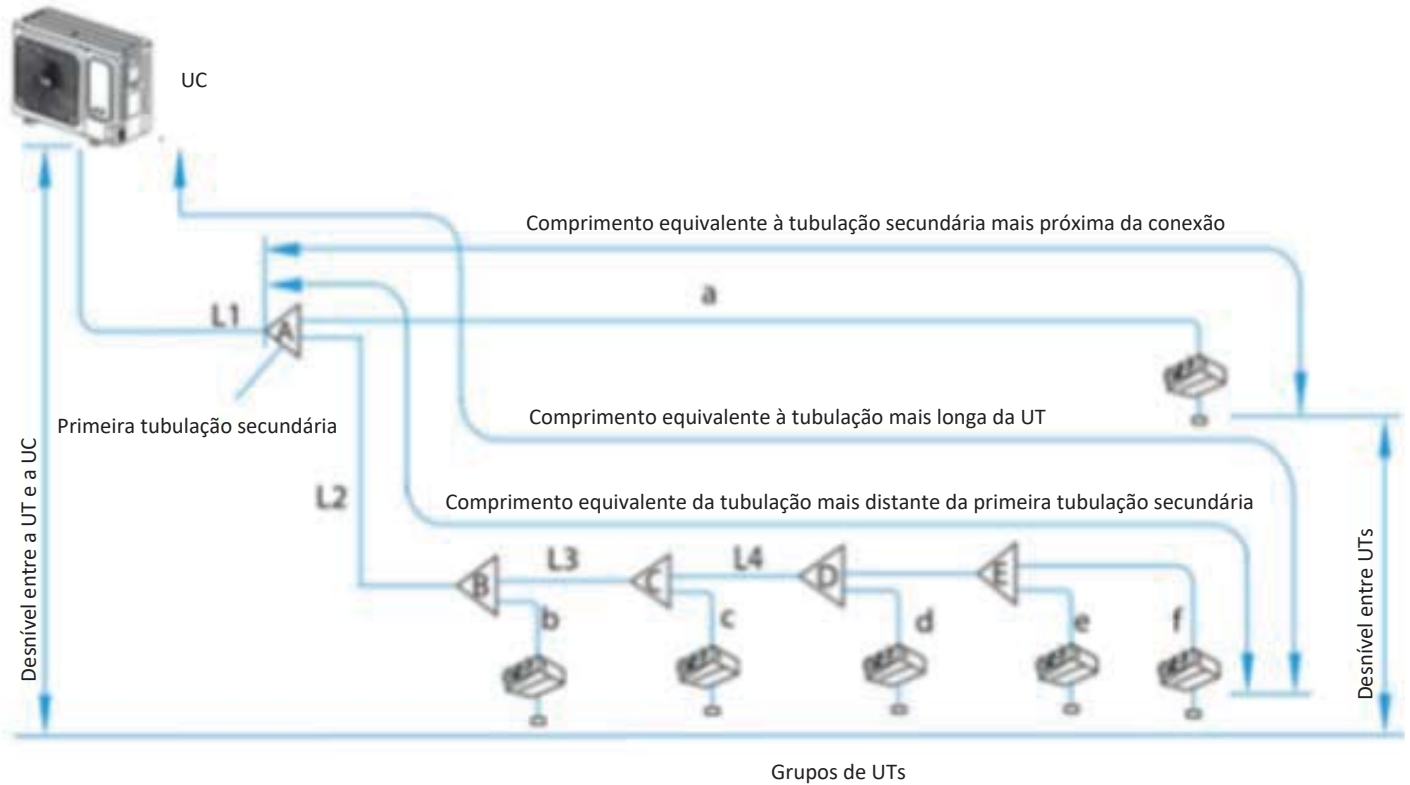 UC
Comprimento equivalente à tubulação secundária mais próxima da conexão
a
L1
A
Primeira tubulação secundária
Comprimento equivalente à tubulação mais longa da UT
L2
Comprimento equivalente da tubulação mais distante da primeira tubulação secundária
L3
L4
B
C
D
E
b
c
d
e
f
Desnível entre a UT e a UC
Desnível entre UTs
Grupos de UTs